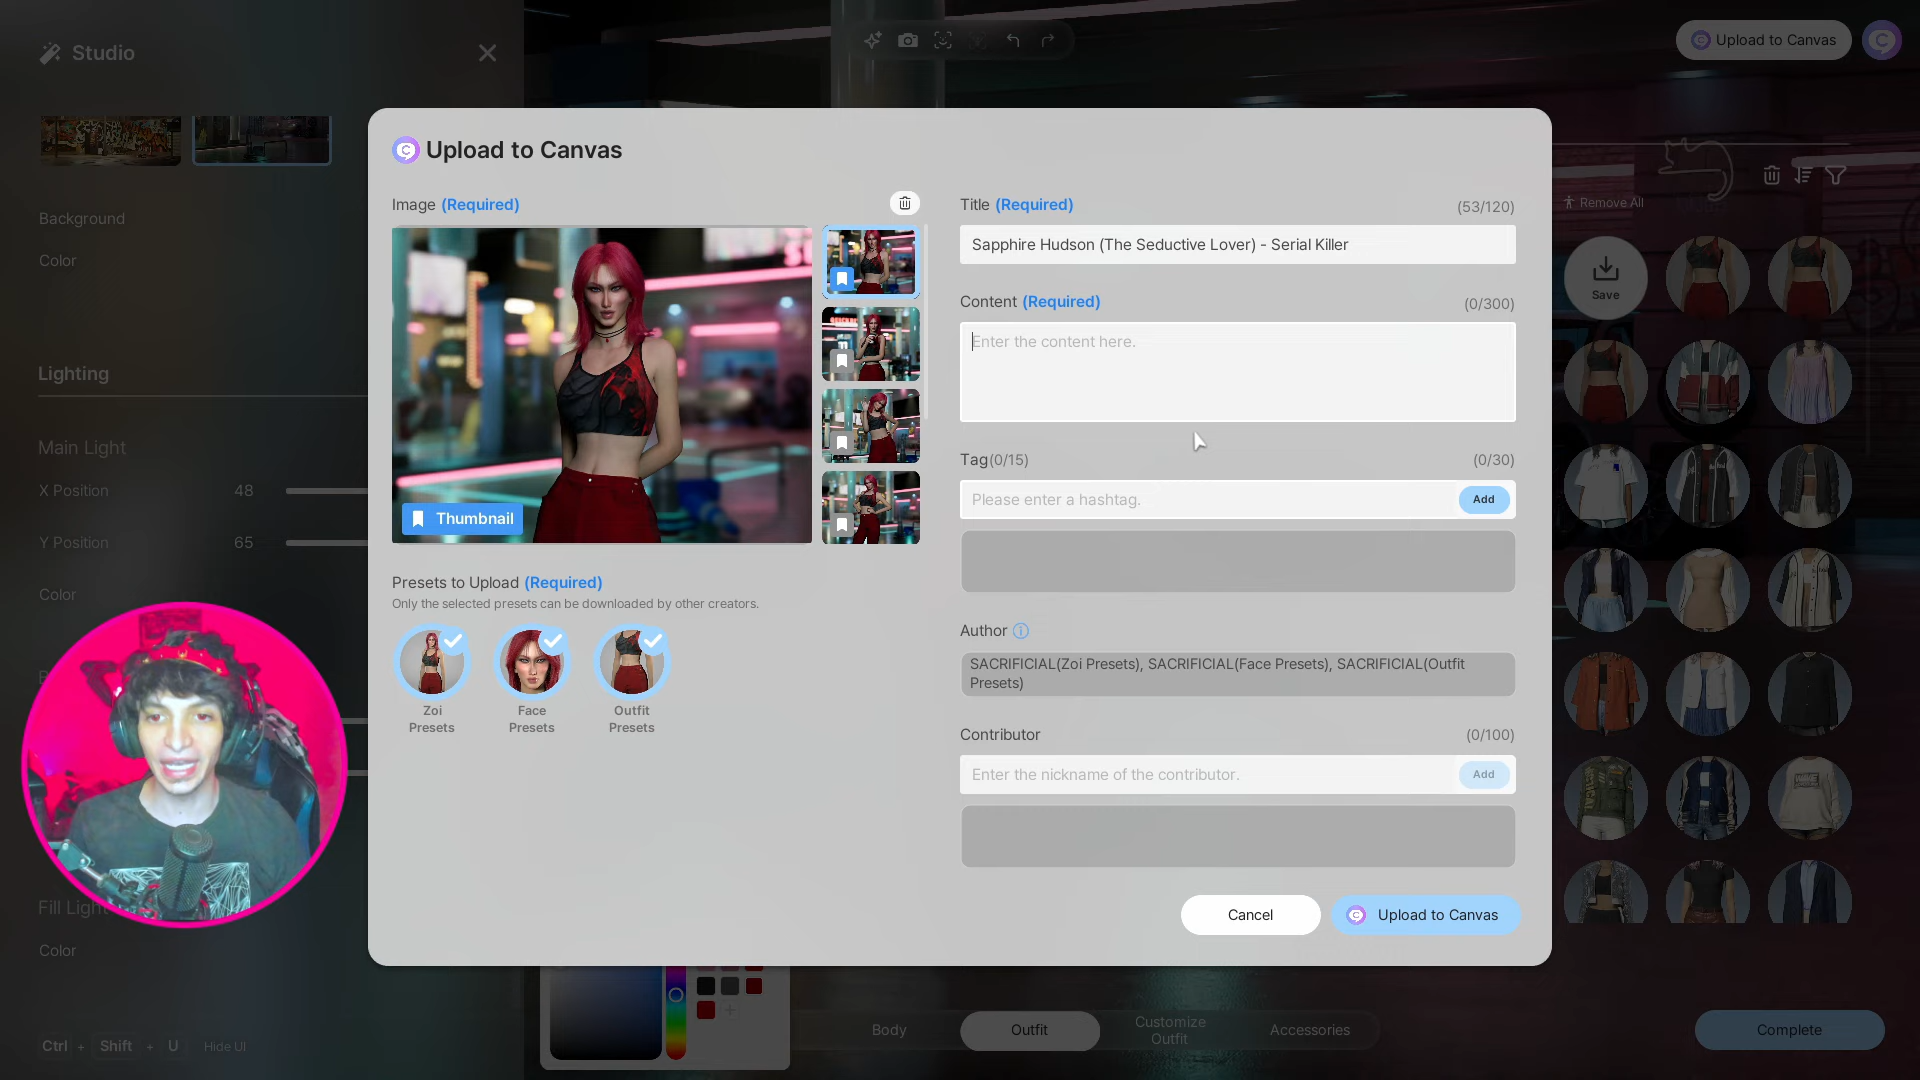 Studio
Upload to Canvas
Upload to Canvas
Image (Required)
Title (Required)
(53/120)
Remove All
Background
Sapphire Hudson (The Seductive Lover) - Serial Killer
Color
Save
Content (Required)
(0/300)
Enter the content here.
Lighting
Main Light
Tag(0/15)
(0/30)
X Position
48
Please enter a hashtag.
Add
Thumbnail
Y Position
65
Presets to Upload (Required)
Color
Only the selected presets can be downloaded by other creators.
Author
SACRIFICIAL(Zoi Presets), SACRIFICIAL(Face Presets), SACRIFICIAL(Outfit
Presets)
Zoi
Presets
Face
Presets
Outfit
Presets
Contributor
(0/100)
Enter the nickname of the contributor.
Add
Fill Light
Cancel
Upload to Canvas
Color
Body
Outfit
Customize
Outfit
Accessories
Complete
Ctrl + Shift + U Hide UI